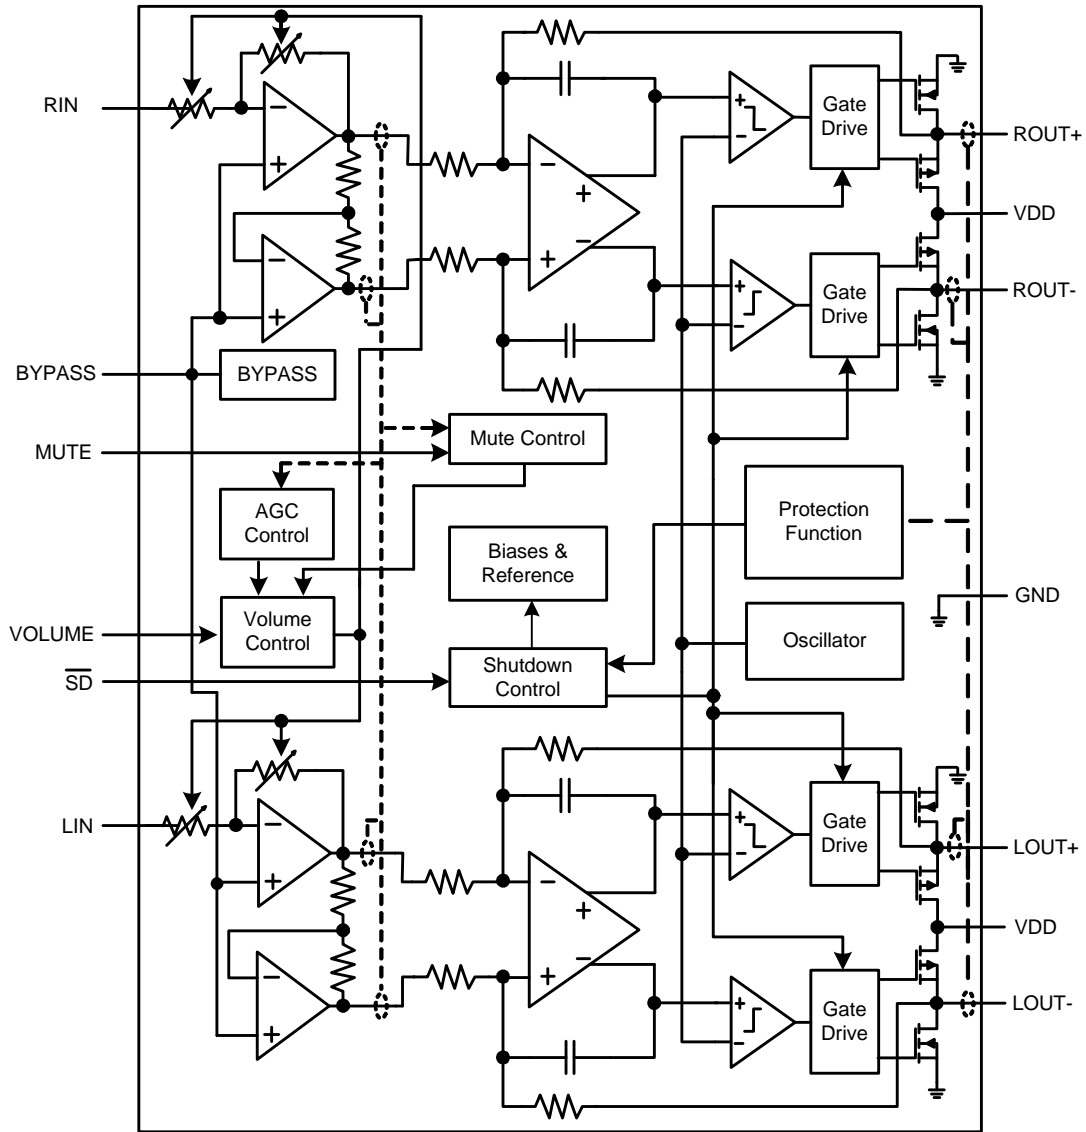 RIN
−
+
−
+
BYPASS
BYPASS
MUTE
Mute Control
AGC
Control
VOLUME
Volume
Control
SD
Biases &
Reference
Shutdown
Control
Protection
Function
Oscillator
−
+
−
+
+
−
Gate
Drive
+
−
Gate
Drive
ROUT+
VDD
ROUT-
GND
LIN
−
+
−
+
−
+
−
+
+
−
Gate
Drive
+
−
Gate
Drive
LOUT+
VDD
LOUT-